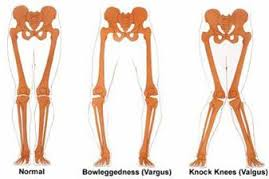 Normal
Bowleggedness (Vargus)
Knock Knees (Valgus)